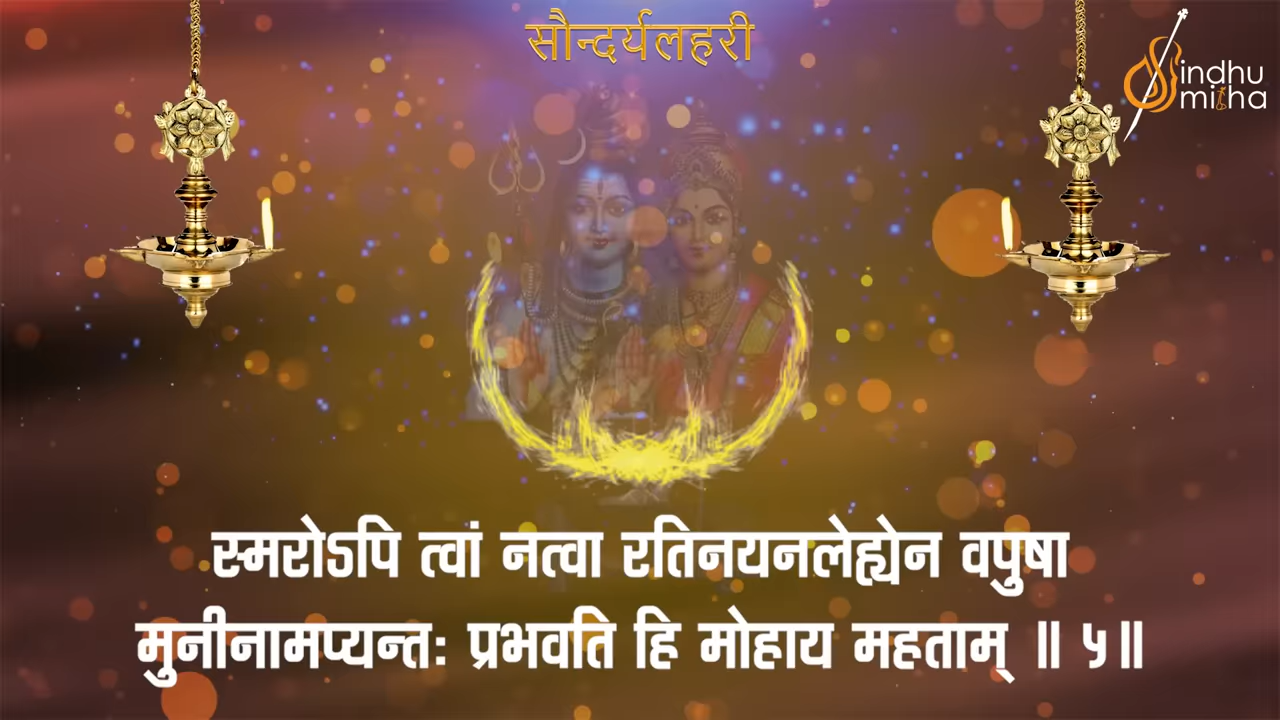 सौन्दर्यलहरी
Sindhu
Smitha
स्मरोऽपि त्वां नत्वा रतिनयनलेह्येन वपुषा
मुनीनामप्यन्तः प्रभवति हि मोहाय महताम् ॥ ५॥